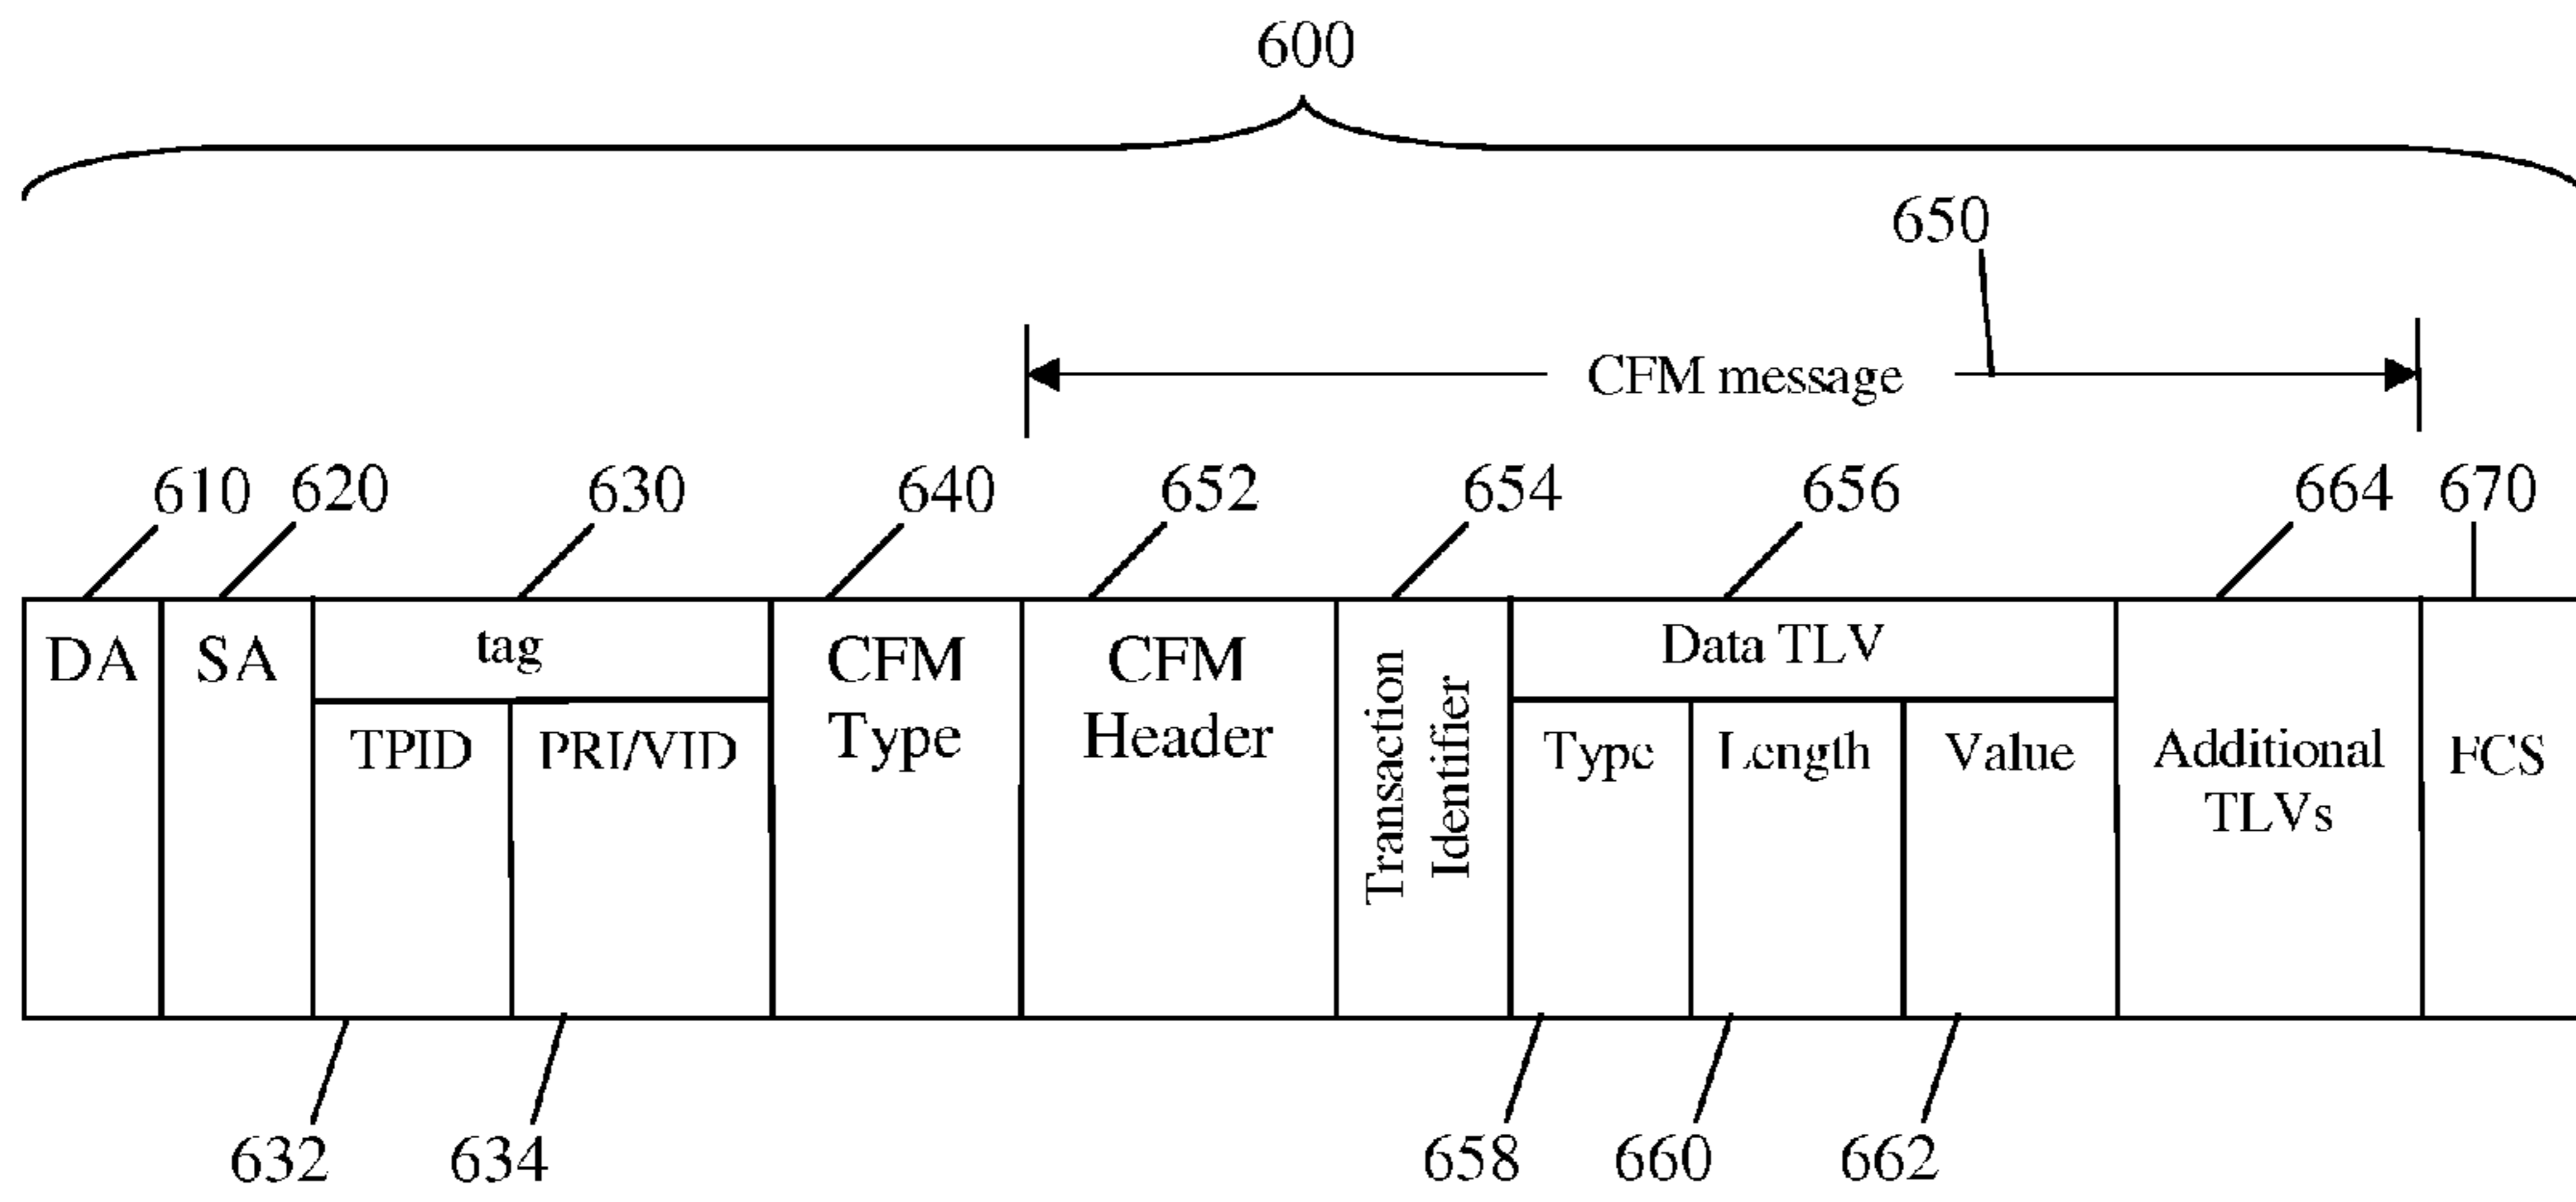 600
650
CFM message
610 620 630 640 652 654 656 664 670
DA SA tag CFM Type CFM Header Transaction Identifier Data TLV Additional TLVs FCS
TPID PRI/VID Type Length Value
632 634 658 660 662